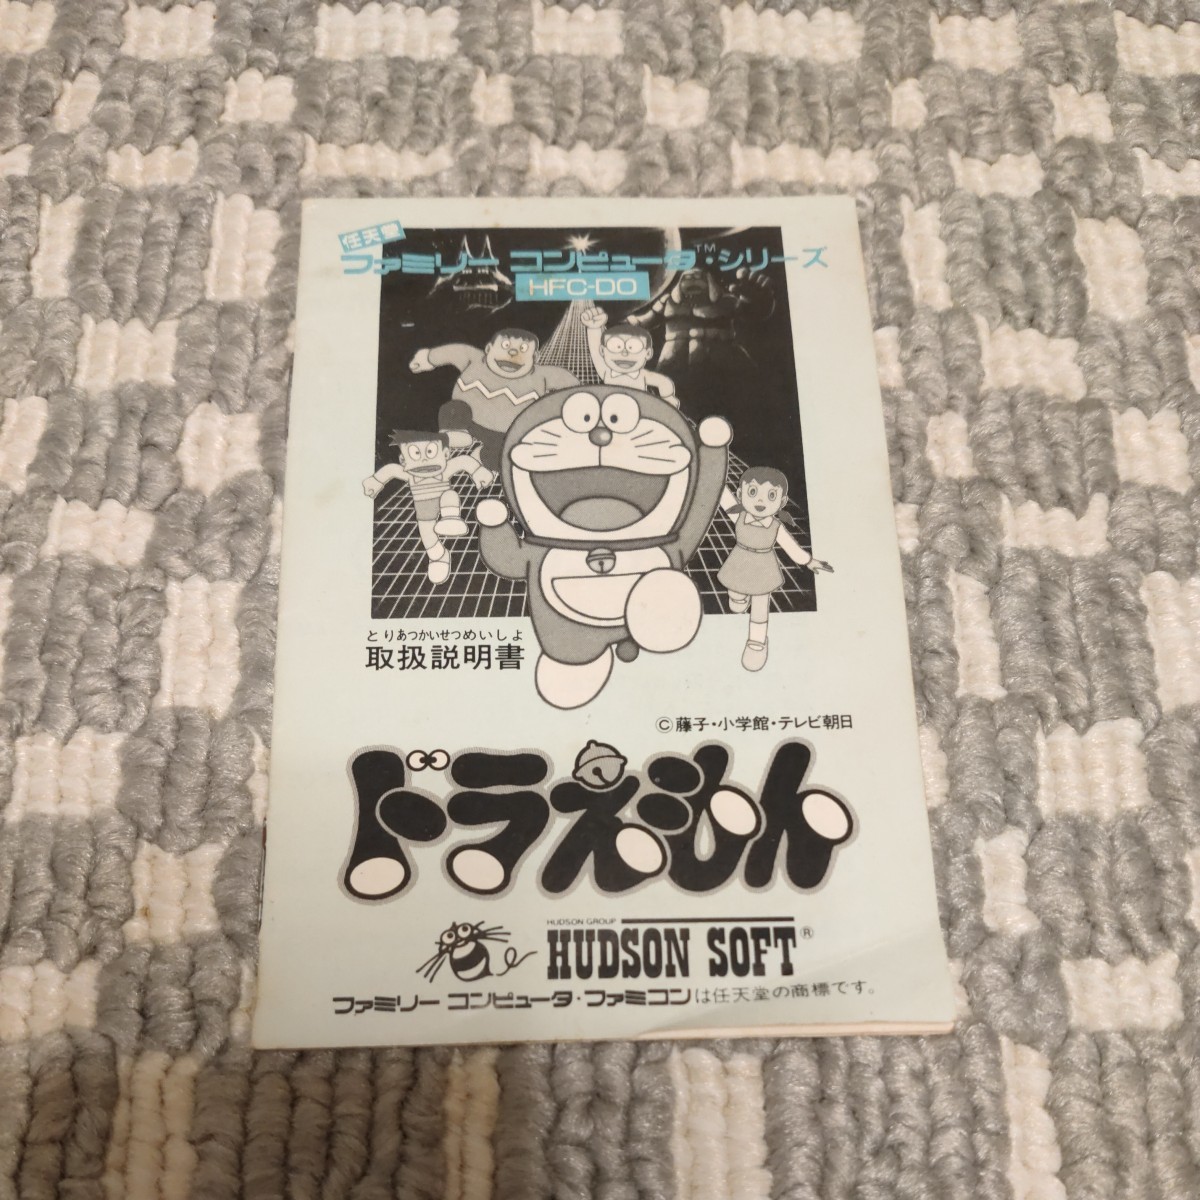 任天堂
ファミリー コンピュータ™・シリーズ
HFC-DO
とりあつかいせつめいしょ
取扱説明書
©藤子・小学館・テレビ朝日
ドラえもん
HUDSON GROUP
HUDSON SOFT®
ファミリー コンピュータ・ファミコンは任天堂の商標です。